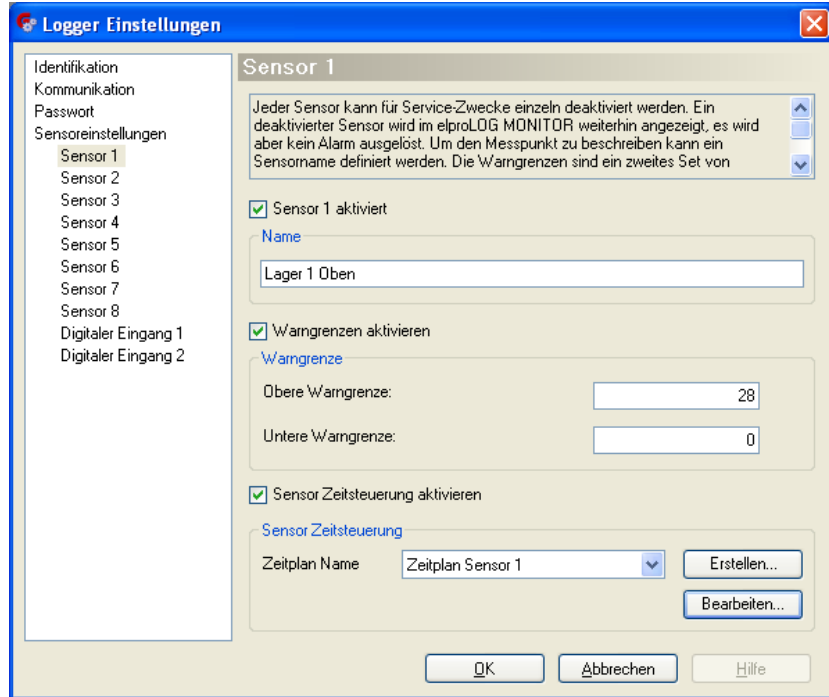 Logger Einstellungen
Identifikation
Kommunikation
Passwort
Sensoreinstellungen
Sensor 1
Sensor 2
Sensor 3
Sensor 4
Sensor 5
Sensor 6
Sensor 7
Sensor 8
Digitaler Eingang 1
Digitaler Eingang 2
Sensor 1
Jeder Sensor kann für Service-Zwecke einzeln deaktiviert werden. Ein
deaktivierter Sensor wird im elproLOG MONITOR weiterhin angezeigt, es wird
aber kein Alarm ausgelöst. Um den Messpunkt zu beschreiben kann ein
Sensorname definiert werden. Die Warngrenzen sind ein zweites Set von
Sensor 1 aktiviert
Name
Lager 1 Oben
Warngrenzen aktivieren
Warngrenze
Obere Warngrenze: 28
Untere Warngrenze: 0
Sensor Zeitsteuerung aktivieren
Sensor Zeitsteuerung
Zeitplan Name Zeitplan Sensor 1 Erstellen...
Bearbeiten...
OK Abbrechen Hilfe